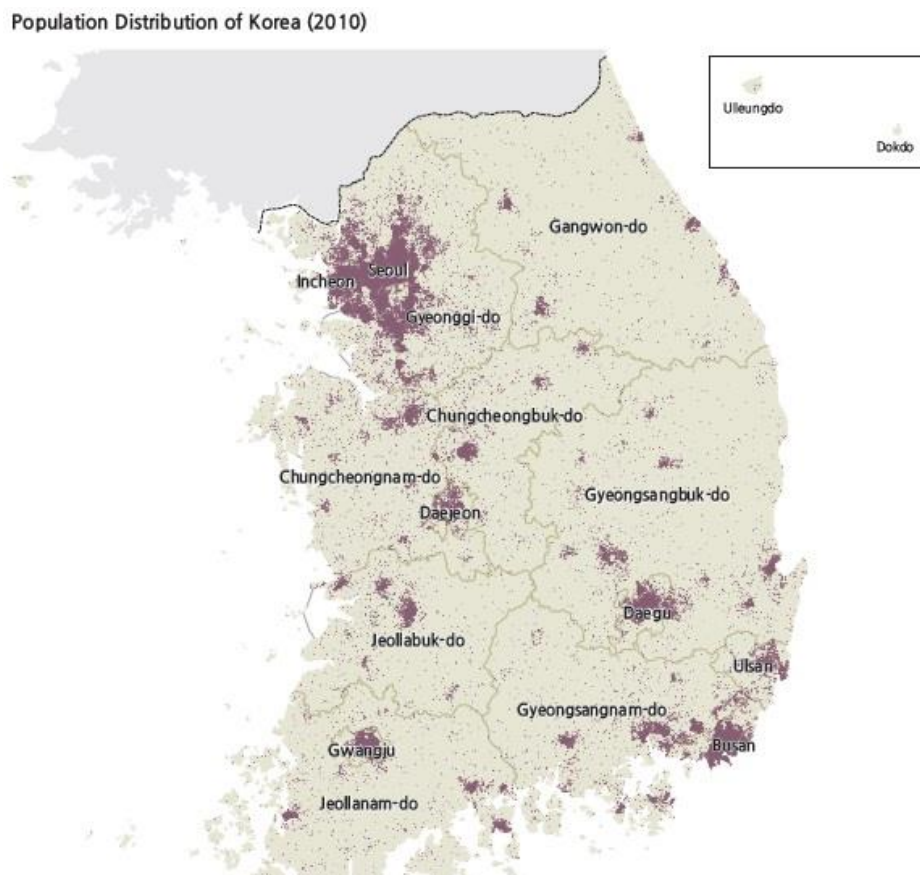 Population Distribution of Korea (2010)
Ulleungdo
Dokdo
Gangwon-do
Seoul
Incheon
Gyeonggi-do
Chungcheongbuk-do
Chungcheongnam-do
Gyeongsangbuk-do
Daejeon
Daegu
Jeollabuk-do
Ulsan
Gyeongsangnam-do
Busan
Gwangju
Jeollanam-do